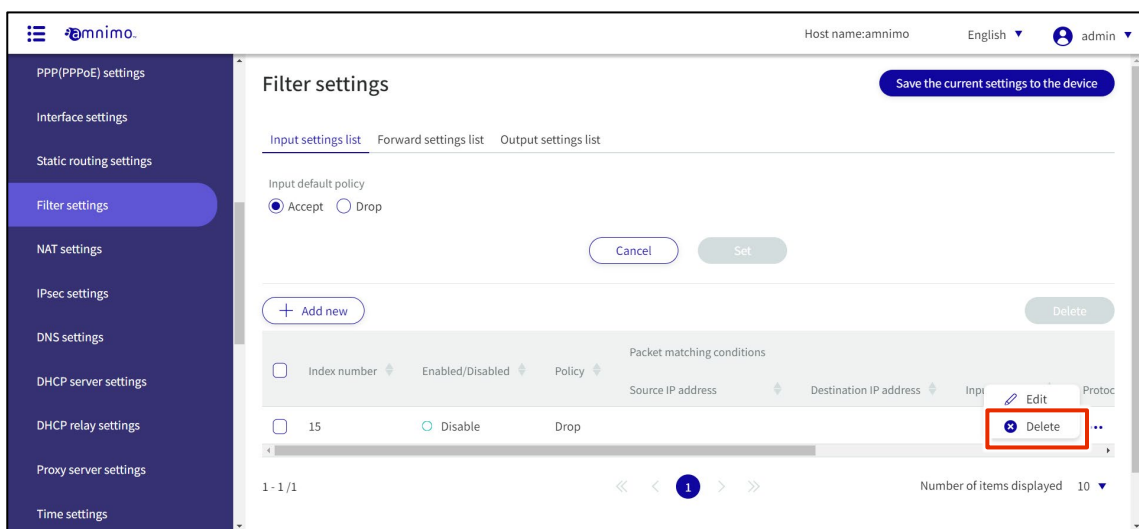 amnimo
Host name:amnimo
English
admin
PPP(PPPoE) settings
Interface settings
Static routing settings
Filter settings
NAT settings
IPsec settings
DNS settings
DHCP server settings
DHCP relay settings
Proxy server settings
Time settings
Filter settings
Save the current settings to the device
Input settings list Forward settings list Output settings list
Input default policy
Accept Drop
Cancel Set
+ Add new
Delete
Packet matching conditions
Index number Enabled/Disabled Policy
Source IP address Destination IP address Inp Protoc
Edit
15 Disable Drop
Delete
1 - 1 /1
« < 1 > »
Number of items displayed 10